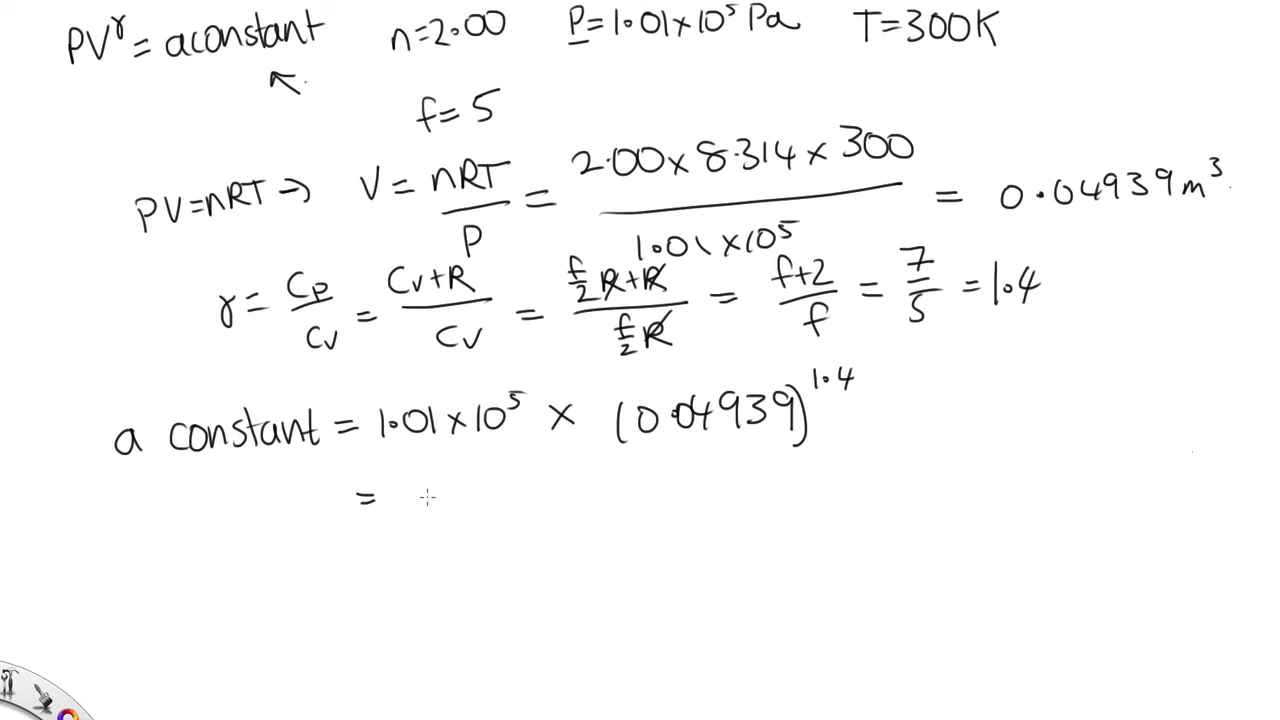 PV^γ = a constant n=2.00 P=1.01×10^5 Pa T=300K
f=5
PV=nRT ⇒ V = nRT/P = (2.00×8.314×300)/(1.01×10^5) = 0.04939 m^3
γ = Cp/Cv = (Cv+R)/Cv = (f/2 R+R)/(f/2 R) = (f+2)/f = 7/5 = 1.4
a constant = 1.01×10^5 × (0.04939)^1.4
=